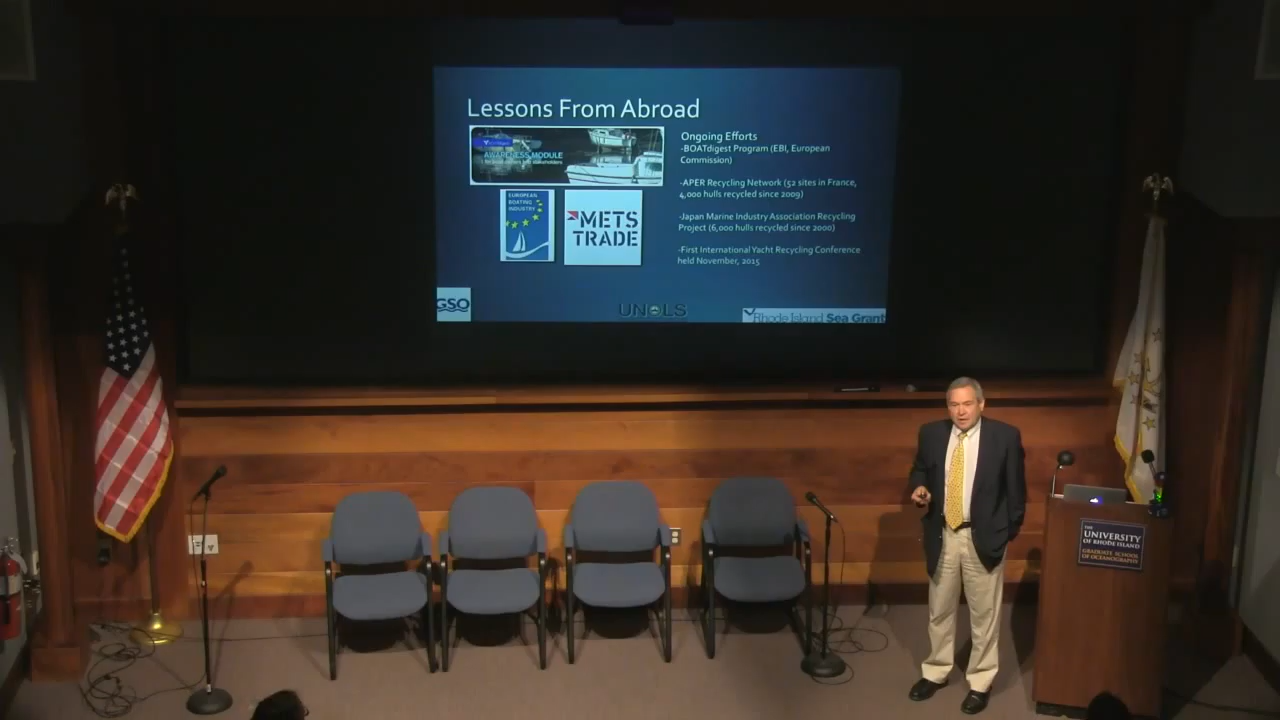 Lessons From Abroad
AWARENESS MODULE
EUROPEAN
BOATING
INDUSTRY
METS
TRADE
Ongoing Efforts
-BOATdigest Program (EBI, European
Commission)
-APER Recycling Network (52 sites in France,
4,000 hulls recycled since 2009)
-Japan Marine Industry Association Recycling
Project (6,000 hulls recycled since 2000)
-First International Yacht Recycling Conference
held November, 2015
GSO
UNOLS
Rhode Island Sea Grant
THE
UNIVERSITY
OF RHODE ISLAND
GRADUATE SCHOOL
OF OCEANOGRAPHY